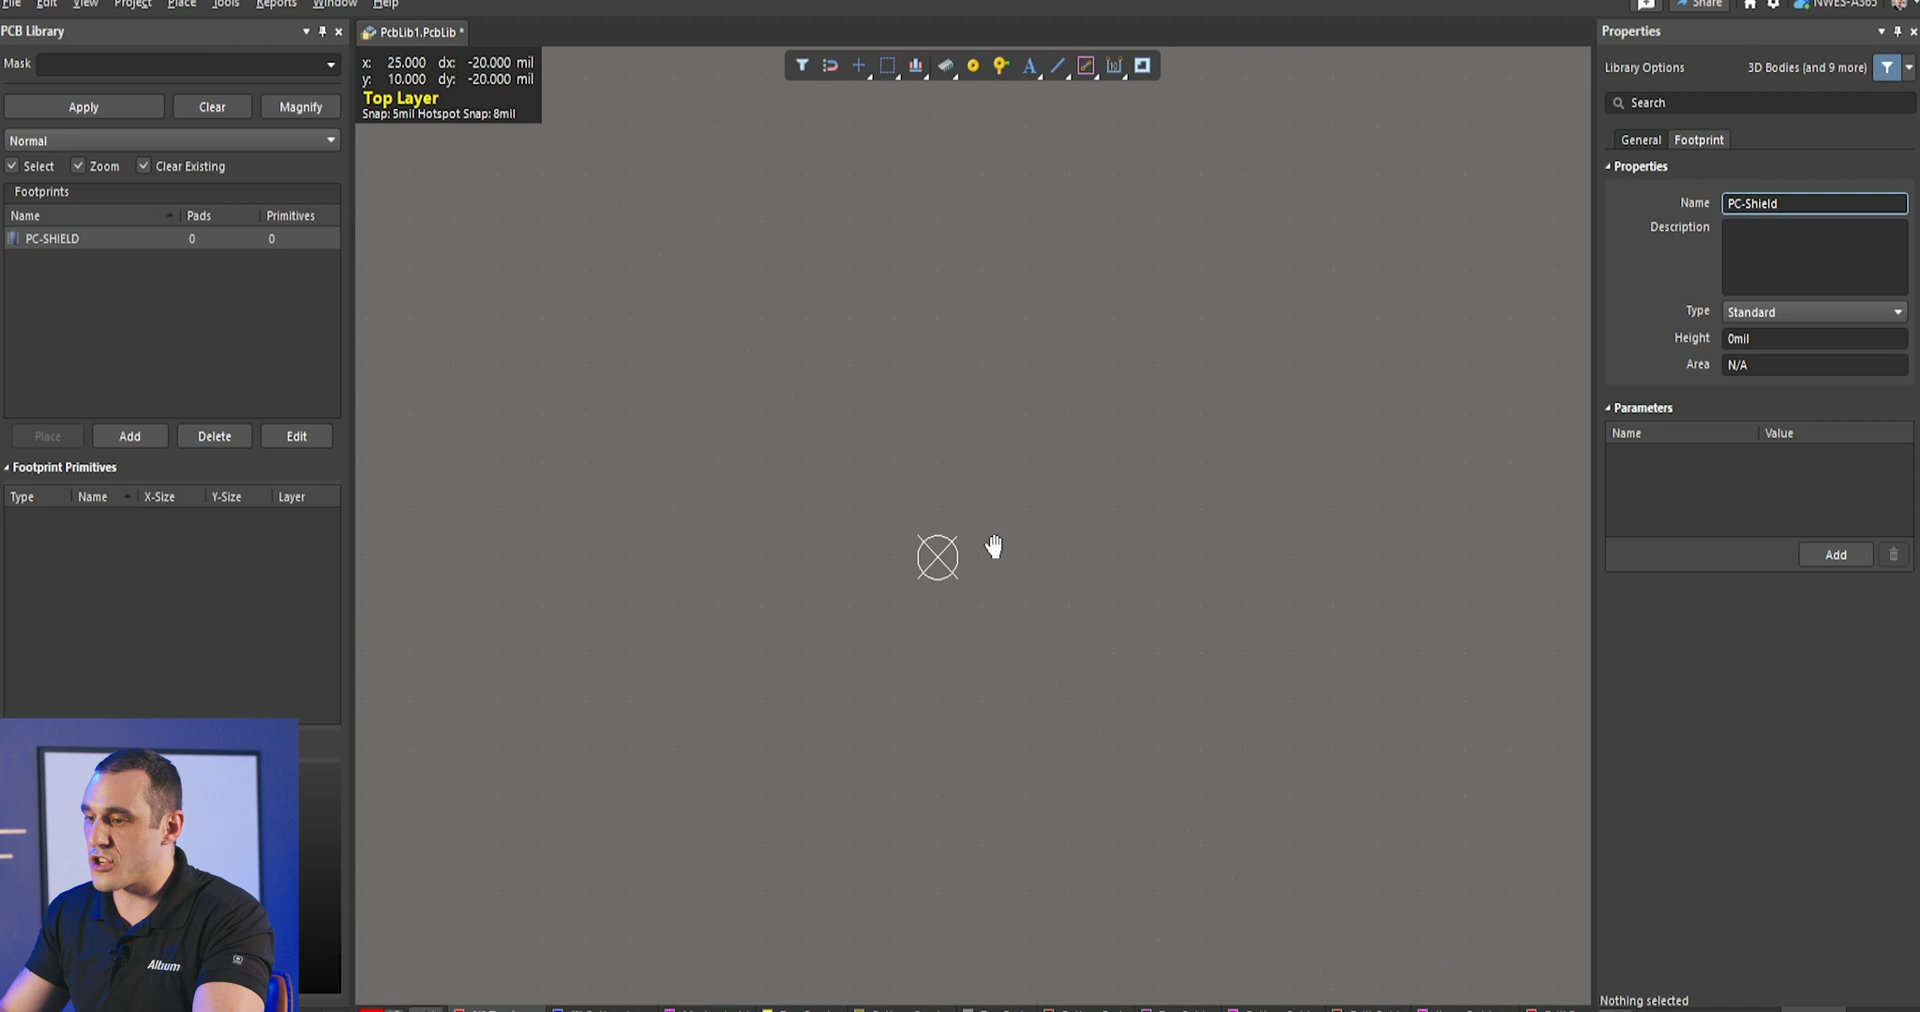 File Edit View Project Place Tools Reports Window Help
Share NWES-A365
PCB Library
PcbLib1.PcbLib *
Properties
Mask
x: 25.000 dx: -20.000 mil
y: 10.000 dy: -20.000 mil
Top Layer
Snap: 5mil Hotspot Snap: 8mil
Library Options 3D Bodies (and 9 more)
Apply Clear Magnify
Search
Normal
General Footprint
Select Zoom Clear Existing
Properties
Footprints
Name Pads Primitives
PC-SHIELD 0 0
Name PC-Shield
Description
Type Standard
Height 0mil
Area N/A
Parameters
Name Value
Add
Place Add Delete Edit
Footprint Primitives
Type Name X-Size Y-Size Layer
Altium
Nothing selected